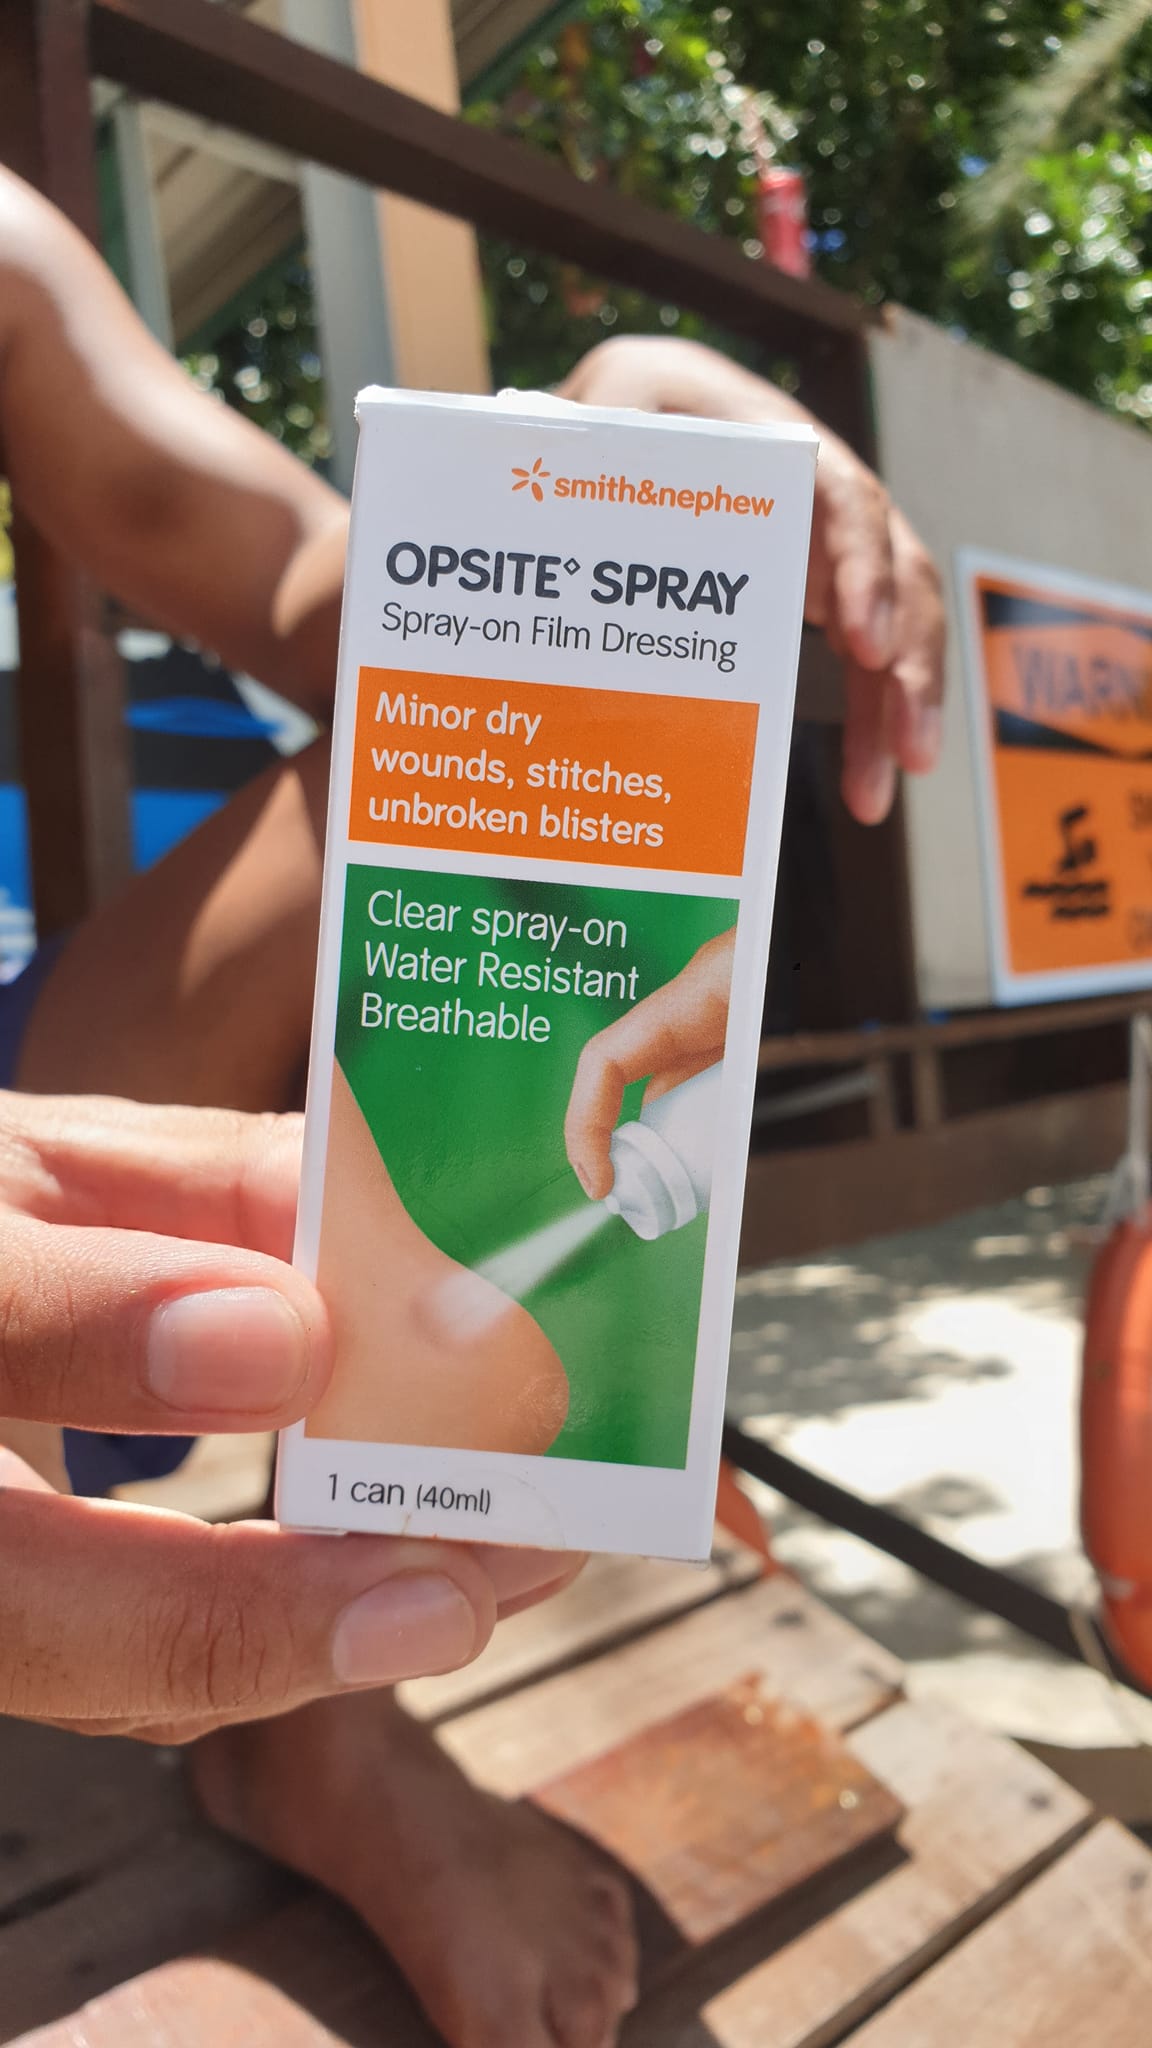 smith&nephew
OPSITE◊ SPRAY
Spray-on Film Dressing
Minor dry
wounds, stitches,
unbroken blisters
Clear spray-on
Water Resistant
Breathable
1 can (40ml)